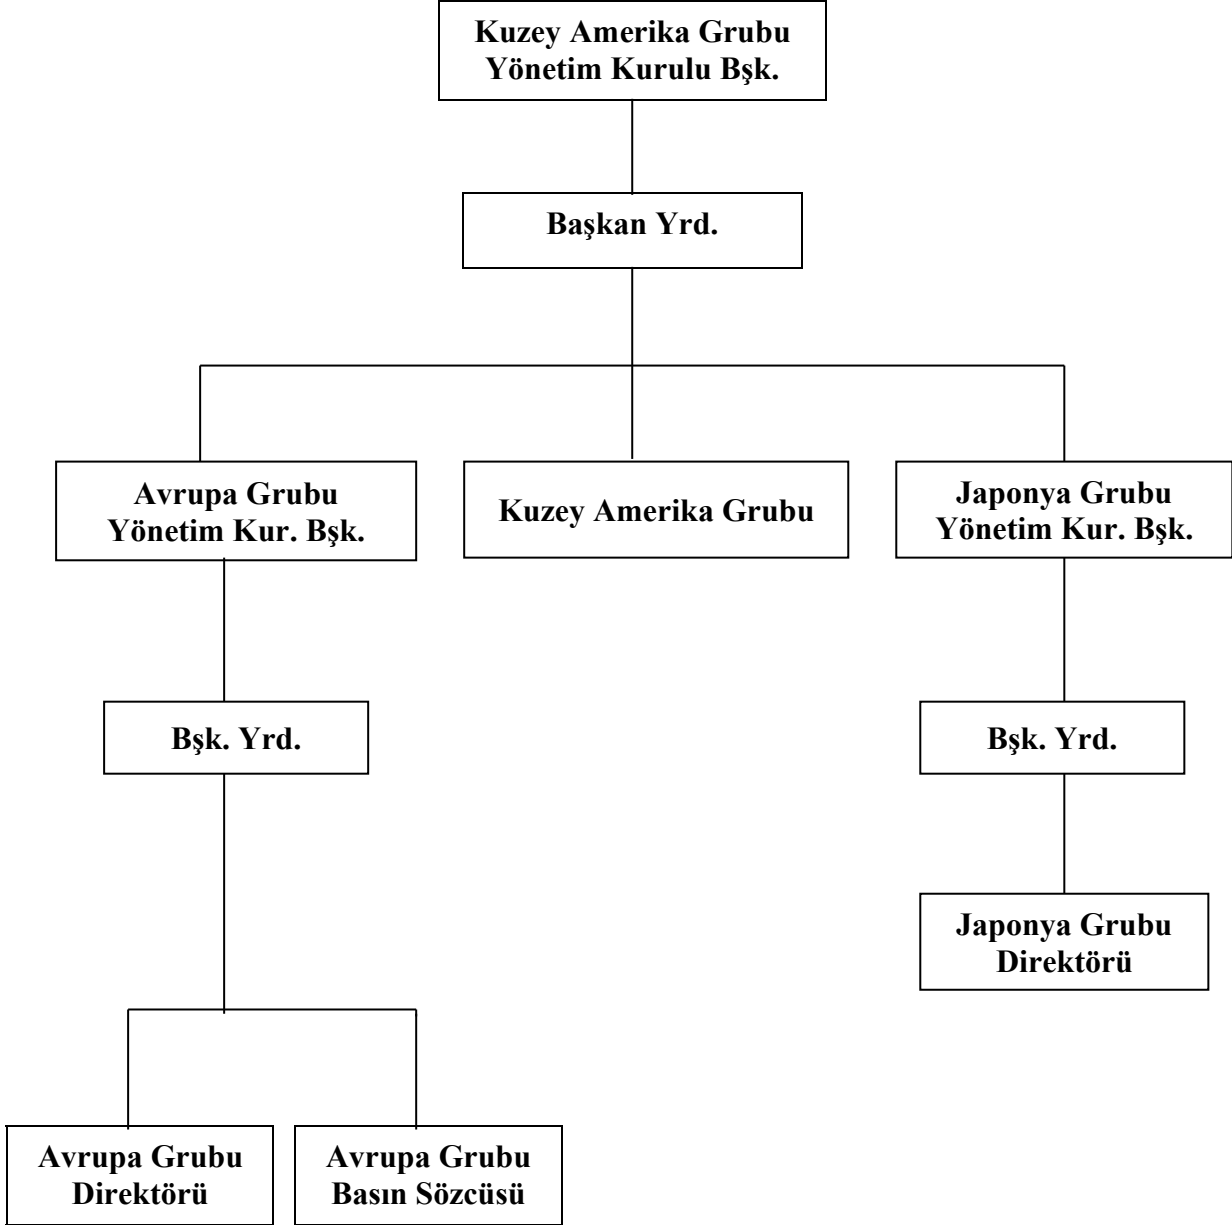 Kuzey Amerika Grubu
Yönetim Kurulu Bşk.
Başkan Yrd.
Avrupa Grubu
Yönetim Kur. Bşk.
Kuzey Amerika Grubu
Japonya Grubu
Yönetim Kur. Bşk.
Bşk. Yrd.
Bşk. Yrd.
Japonya Grubu
Direktörü
Avrupa Grubu
Direktörü
Avrupa Grubu
Basın Sözcüsü